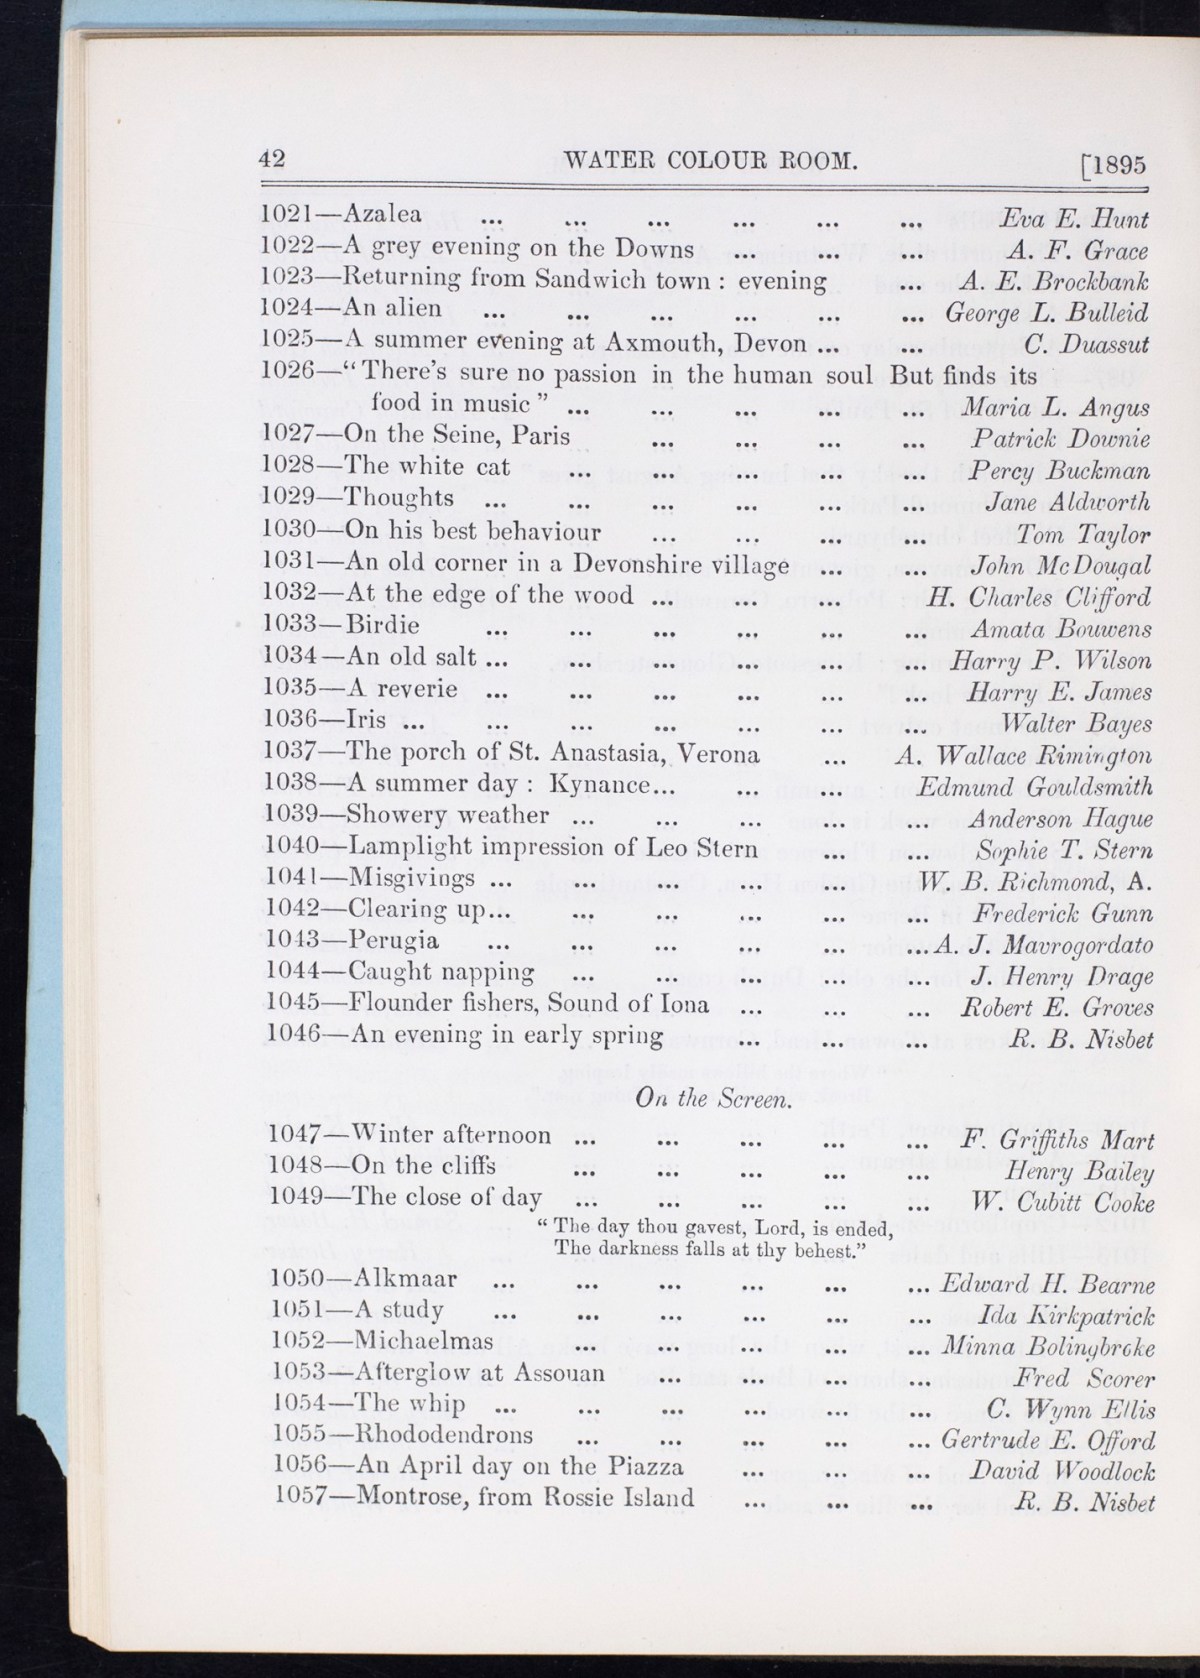 42 WATER COLOUR ROOM. [1895
1021—Azalea ... ... ... ... ... ... Eva E. Hunt
1022—A grey evening on the Downs ... ... ... A. F. Grace
1023—Returning from Sandwich town : evening ... A. E. Brockbank
1024—An alien ... ... ... ... ... ... George L. Bulleid
1025—A summer evening at Axmouth, Devon ... ... C. Duassut
1026—“There's sure no passion in the human soul But finds its
food in music” ... ... ... ... ... Maria L. Angus
1027—On the Seine, Paris ... ... ... ... Patrick Downie
1028—The white cat ... ... ... ... ... Percy Buckman
1029—Thoughts ... ... ... ... ... ... Jane Aldworth
1030—On his best behaviour ... ... ... ... Tom Taylor
1031—An old corner in a Devonshire village ... ... John McDougal
1032—At the edge of the wood ... ... ... H. Charles Clifford
1033—Birdie ... ... ... ... ... ... Amata Bouwens
1034—An old salt ... ... ... ... ... ... Harry P. Wilson
1035—A reverie ... ... ... ... ... ... Harry E. James
1036—Iris ... ... ... ... ... ... ... Walter Bayes
1037—The porch of St. Anastasia, Verona ... A. Wallace Rimington
1038—A summer day : Kynance... ... ... Edmund Gouldsmith
1039—Showery weather ... ... ... ... ... Anderson Hague
1040—Lamplight impression of Leo Stern ... ... Sophie T. Stern
1041—Misgivings ... ... ... ... ... W. B. Richmond, A.
1042—Clearing up... ... ... ... ... ... Frederick Gunn
1043—Perugia ... ... ... ... ... ... A. J. Mavrogordato
1044—Caught napping ... ... ... ... ... J. Henry Drage
1045—Flounder fishers, Sound of Iona ... ... ... Robert E. Groves
1046—An evening in early spring ... ... ... R. B. Nisbet
On the Screen.
1047—Winter afternoon ... ... ... ... ... F. Griffiths Mart
1048—On the cliffs ... ... ... ... ... Henry Bailey
1049—The close of day ... ... ... ... ... W. Cubitt Cooke
“The day thou gavest, Lord, is ended,
The darkness falls at thy behest.”
1050—Alkmaar ... ... ... ... ... ... Edward H. Bearne
1051—A study ... ... ... ... ... ... Ida Kirkpatrick
1052—Michaelmas ... ... ... ... ... Minna Bolingbroke
1053—Afterglow at Assouan ... ... ... ... Fred Scorer
1054—The whip ... ... ... ... ... ... C. Wynn Ellis
1055—Rhododendrons ... ... ... ... ... Gertrude E. Offord
1056—An April day on the Piazza ... ... ... David Woodlock
1057—Montrose, from Rossie Island ... ... ... R. B. Nisbet